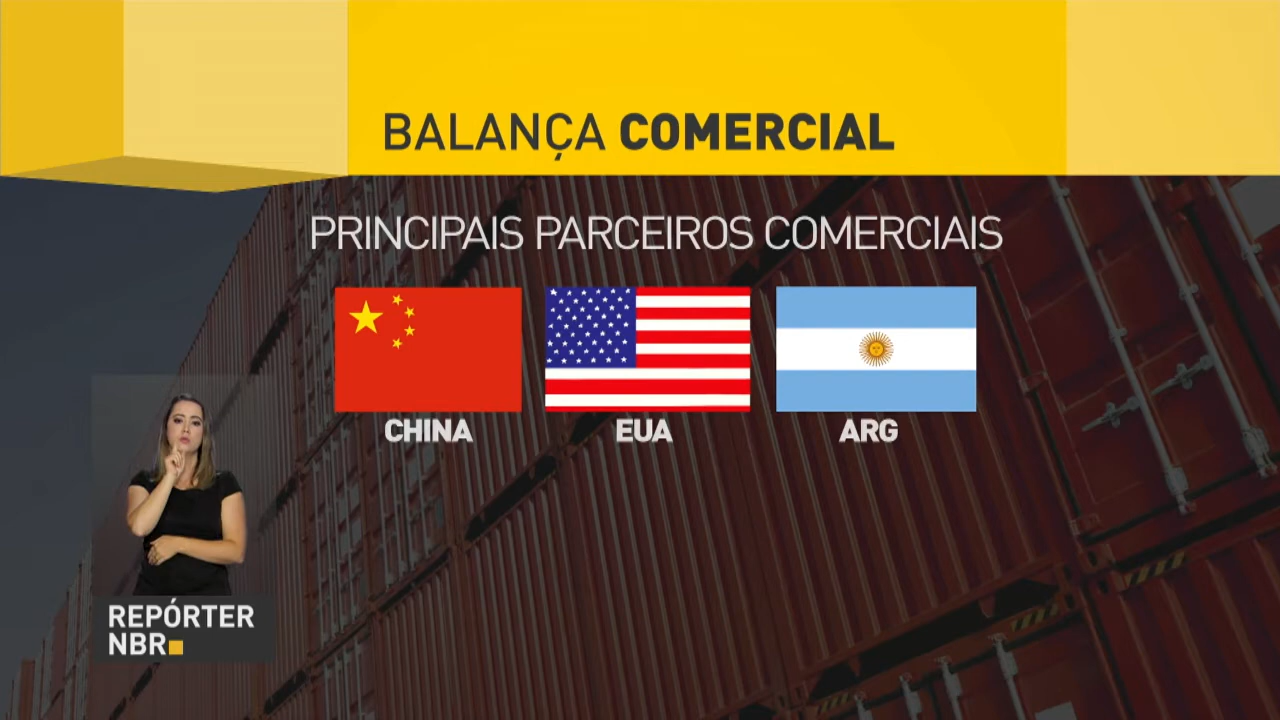 BALANÇA COMERCIAL
PRINCIPAIS PARCEIROS COMERCIAIS
CHINA EUA ARG
REPÓRTER
NBR